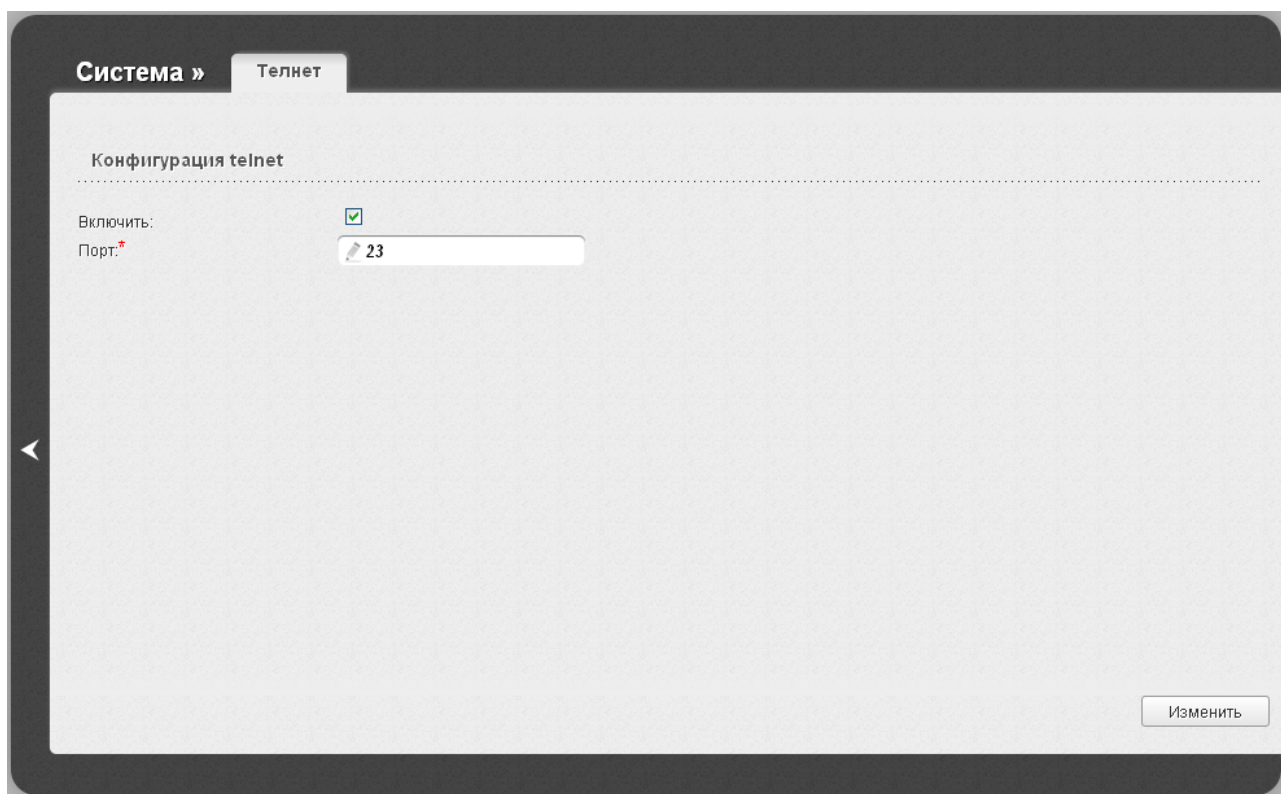 Система » Телнет
Конфигурация telnet
Включить:
Порт:* 23
Изменить